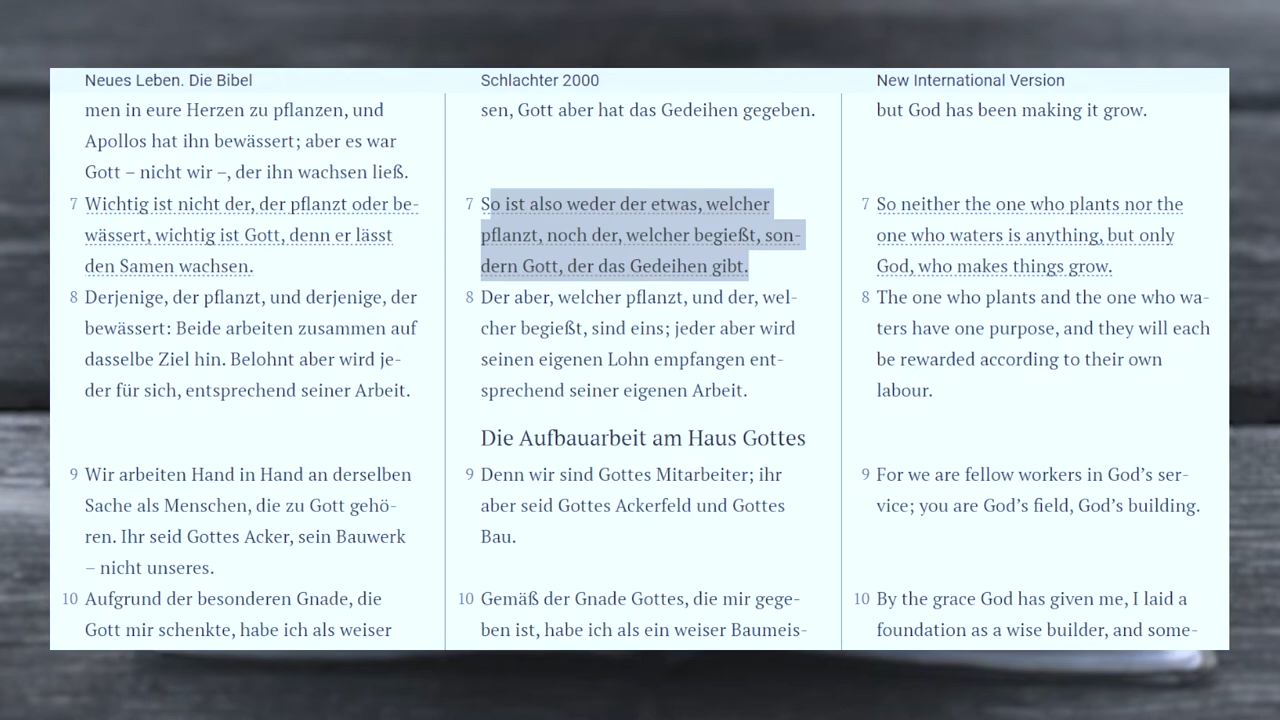 Neues Leben. Die Bibel
men in eure Herzen zu pflanzen, und
Apollos hat ihn bewässert; aber es war
Gott – nicht wir –, der ihn wachsen ließ.
7 Wichtig ist nicht der, der pflanzt oder be-
wässert, wichtig ist Gott, denn er lässt
den Samen wachsen.
8 Derjenige, der pflanzt, und derjenige, der
bewässert: Beide arbeiten zusammen auf
dasselbe Ziel hin. Belohnt aber wird je-
der für sich, entsprechend seiner Arbeit.
9 Wir arbeiten Hand in Hand an derselben
Sache als Menschen, die zu Gott gehö-
ren. Ihr seid Gottes Acker, sein Bauwerk
– nicht unseres.
10 Aufgrund der besonderen Gnade, die
Gott mir schenkte, habe ich als weiser
Schlachter 2000
sen, Gott aber hat das Gedeihen gegeben.
7 So ist also weder der etwas, welcher
pflanzt, noch der, welcher begießt, son-
dern Gott, der das Gedeihen gibt.
8 Der aber, welcher pflanzt, und der, wel-
cher begießt, sind eins; jeder aber wird
seinen eigenen Lohn empfangen ent-
sprechend seiner eigenen Arbeit.
Die Aufbauarbeit am Haus Gottes
9 Denn wir sind Gottes Mitarbeiter; ihr
aber seid Gottes Ackerfeld und Gottes
Bau.
10 Gemäß der Gnade Gottes, die mir gege-
ben ist, habe ich als ein weiser Baumeis-
New International Version
but God has been making it grow.
7 So neither the one who plants nor the
one who waters is anything, but only
God, who makes things grow.
8 The one who plants and the one who wa-
ters have one purpose, and they will each
be rewarded according to their own
labour.
9 For we are fellow workers in God’s ser-
vice; you are God’s field, God’s building.
10 By the grace God has given me, I laid a
foundation as a wise builder, and some-